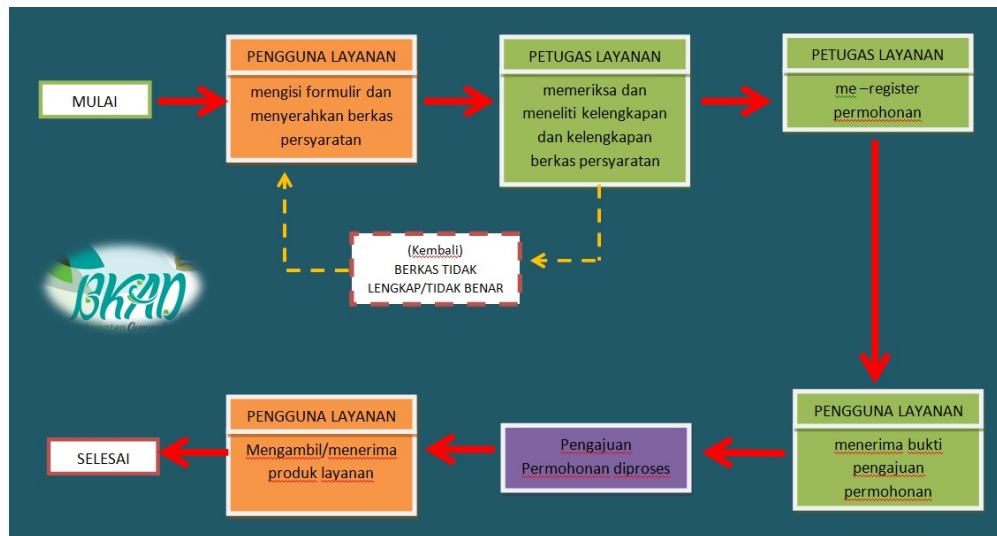 MULAI
PENGGUNA LAYANAN
mengisi formulir dan
menyerahkan berkas
persyaratan
PETUGAS LAYANAN
memeriksa dan
meneliti kelengkapan
dan kelengkapan
berkas persyaratan
PETUGAS LAYANAN
me –register
permohonan
(Kembali)
BERKAS TIDAK
LENGKAP/TIDAK BENAR
BKAD
PENGGUNA LAYANAN
menerima bukti
pengajuan
permohonan
Pengajuan
Permohonan diproses
PENGGUNA LAYANAN
Mengambil/menerima
produk layanan
SELESAI